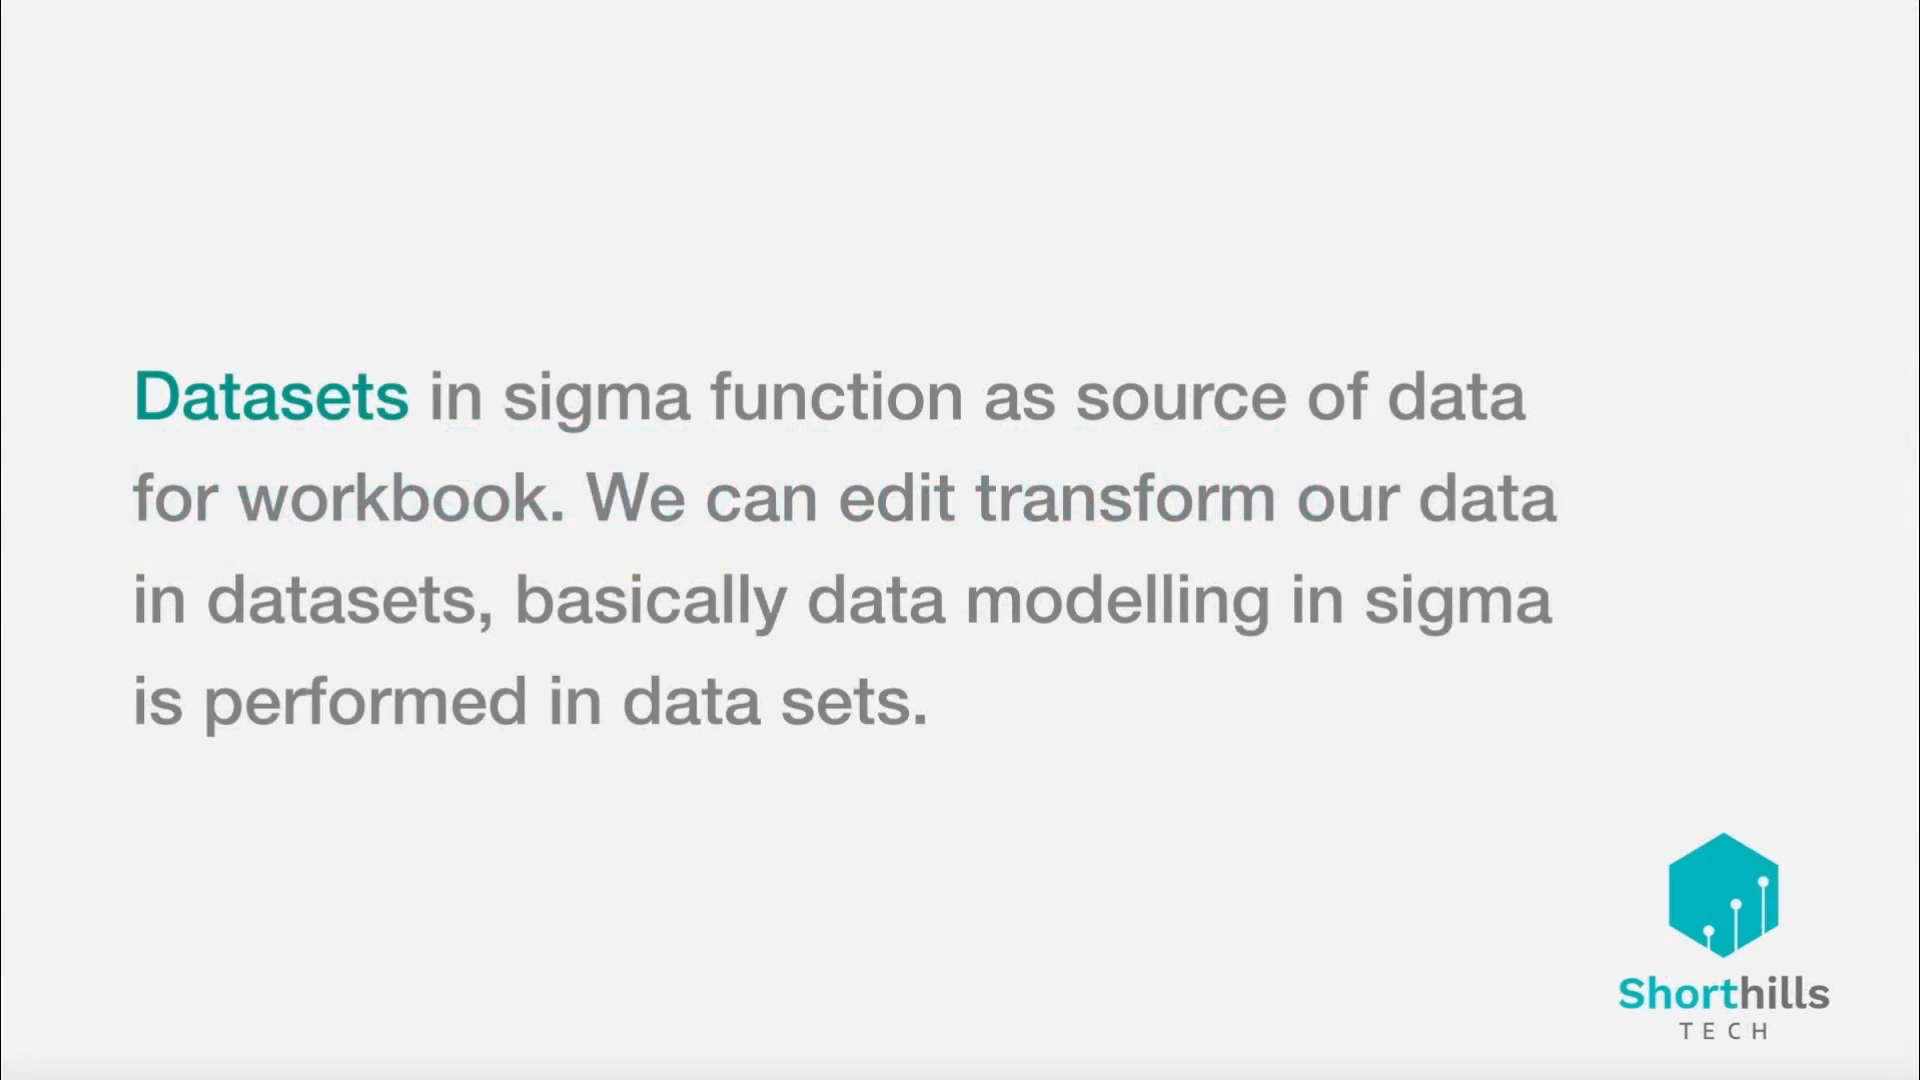 Datasets in sigma function as source of data
for workbook. We can edit transform our data
in datasets, basically data modelling in sigma
is performed in data sets.
Shorthills
TECH